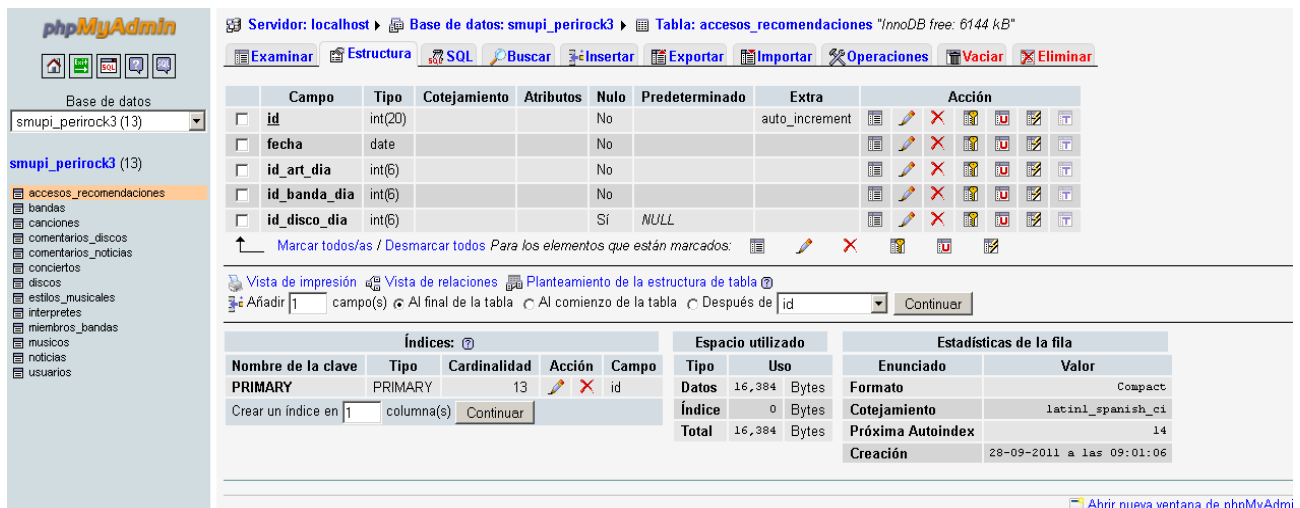 phpMyAdmin
Base de datos
smupi_perirock3 (13)
smupi_perirock3 (13)
accesos_recomendaciones
bandas
canciones
comentarios_discos
comentarios_noticias
conciertos
discos
estilos_musicales
interpretes
miembros_bandas
musicos
noticias
usuarios
Servidor: localhost Base de datos: smupi_perirock3 Tabla: accesos_recomendaciones "InnoDB free: 6144 kB"
Examinar Estructura SQL Buscar Insertar Exportar Importar Operaciones Vaciar Eliminar
Campo Tipo Cotejamiento Atributos Nulo Predeterminado Extra Acción
id int(20) No auto_increment
fecha date No
id_art_dia int(6) No
id_banda_dia int(6) No
id_disco_dia int(6) Sí NULL
Marcar todos/as / Desmarcar todos Para los elementos que están marcados:
Vista de impresión Vista de relaciones Planteamiento de la estructura de tabla
Añadir 1 campo(s) Al final de la tabla Al comienzo de la tabla Después de id Continuar
Índices:
Nombre de la clave Tipo Cardinalidad Acción Campo
PRIMARY PRIMARY 13 id
Crear un índice en 1 columna(s) Continuar
Espacio utilizado
Tipo Uso
Datos 16,384 Bytes
Índice 0 Bytes
Total 16,384 Bytes
Estadísticas de la fila
Enunciado Valor
Formato Compact
Cotejamiento latin1_spanish_ci
Próxima Autoindex 14
Creación 28-09-2011 a las 09:01:06
Abrir nueva ventana de phpMyAdmi